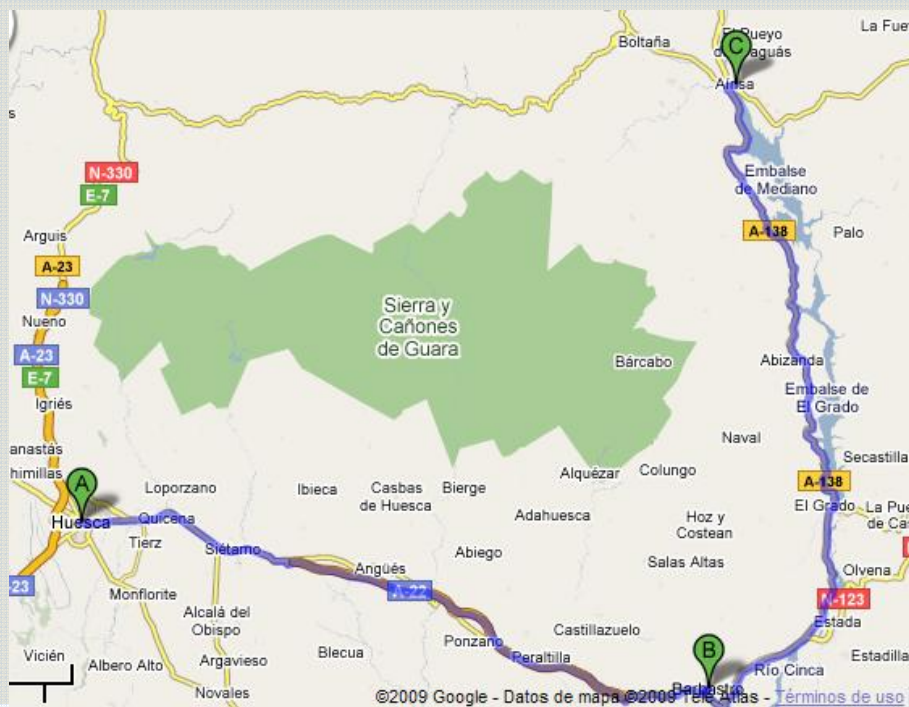 La Fue
Boltaña
El Pueyo
C
Aínsa
N-330
E-7
Embalse
de Mediano
Arguis
A-138
Palo
A-23
N-330
Sierra y
Cañones
de Guara
Nueno
A-23
E-7
Bárcabo
Abizanda
Igriés
Embalse de
El Grado
Naval
anastás
himillas
Secastilla
A
Loporzano
Ibieca
Casbas
de Huesca
Bierge
Alquézar
Colungo
A-138
El Grado
La Pue
de Cas
Huesca
Quicena
Adahuesca
Hoz y
Costean
Tierz
Siétamo
Abiego
Salas Altas
Angüés
Olvena
-23
A-22
Monflorite
N-123
Estada
Alcalá del
Obispo
Castillazuelo
Ponzano
Vicién
Albero Alto
Argavieso
Blecua
Peraltilla
B
Estadilla
Río Cinca
Novales
Barbastro
©2009 Google - Datos de mapa ©2009 Tele Atlas - Términos de uso